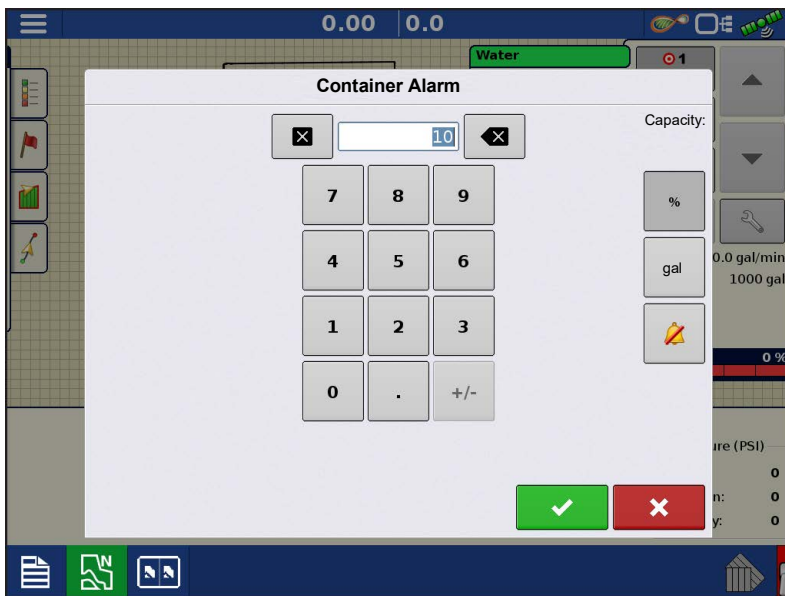 0.00 0.0
Water
1
Container Alarm
10
Capacity:
7 8 9
%
4 5 6
gal
0.0 gal/min
1000 gal
1 2 3
0 %
0 . +/-
ure (PSI)
0
n: 0
y: 0
N